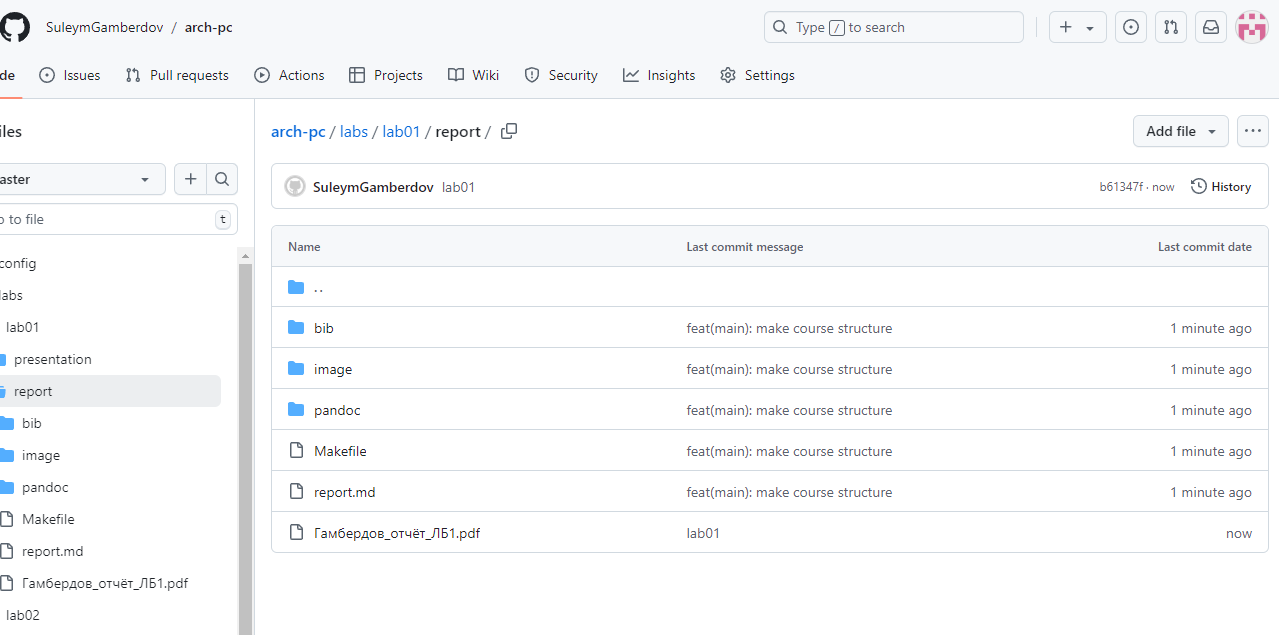 SuleymGamberdov / arch-pc
Type / to search
de Issues Pull requests Actions Projects Wiki Security Insights Settings
iles
aster
o to file t
config
labs
lab01
presentation
report
bib
image
pandoc
Makefile
report.md
Гамбердов_отчёт_ЛБ1.pdf
lab02
arch-pc / labs / lab01 / report /
Add file
SuleymGamberdov lab01
b61347f · now History
Name Last commit message Last commit date
..
bib feat(main): make course structure 1 minute ago
image feat(main): make course structure 1 minute ago
pandoc feat(main): make course structure 1 minute ago
Makefile feat(main): make course structure 1 minute ago
report.md feat(main): make course structure 1 minute ago
Гамбердов_отчёт_ЛБ1.pdf lab01 now